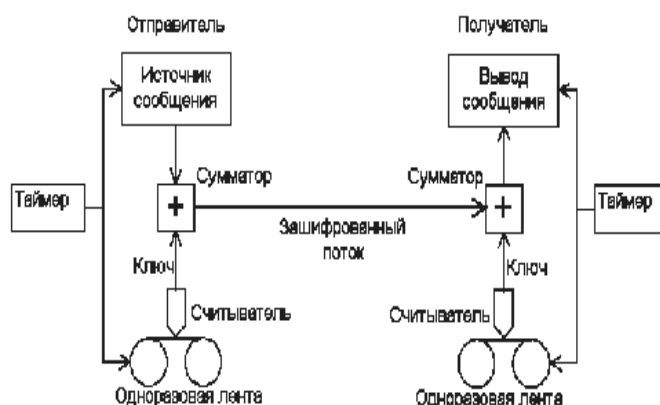 Отправитель
Получатель
Источник
сообщения
Вывод
сообщения
Сумматор
Сумматор
Таймер
+
+
Таймер
Зашифрованный
поток
Ключ
Ключ
Считыватель
Считыватель
Одноразовая лента
Одноразовая лента